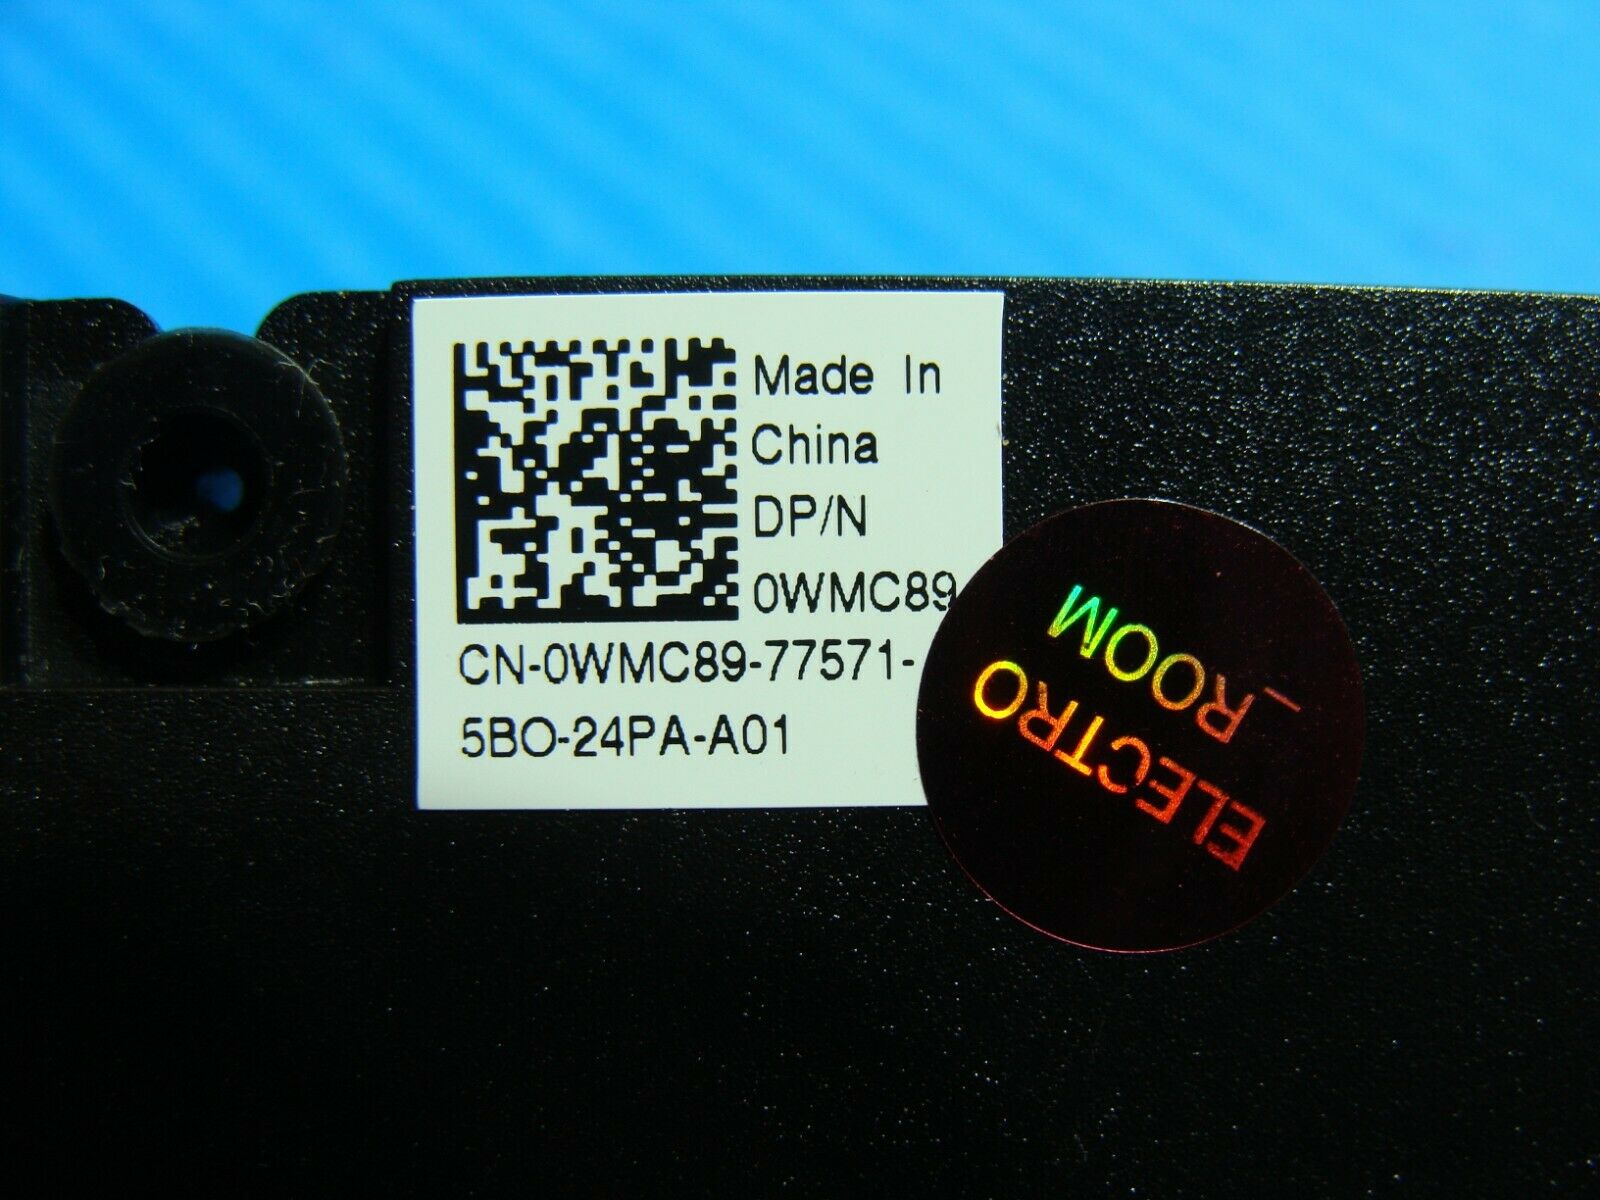 Made In
China
DP/N
0WMC89
CN-0WMC89-77571-
5BO-24PA-A01
ELECTRO
_ROOM